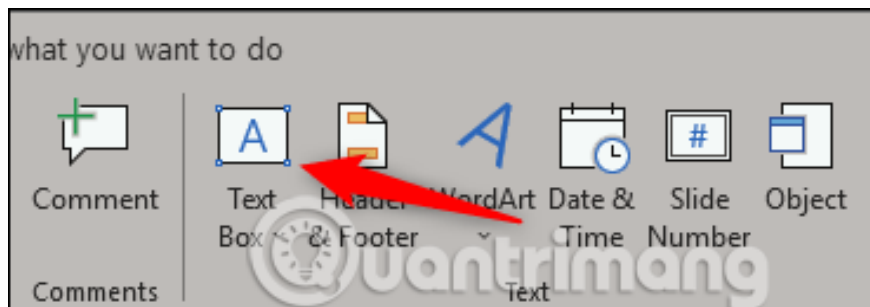 what you want to do
A
A
#
Comment
Text Box
Header & Footer
WordArt
Date & Time
Slide Number
Object
Quantrimang
Comments
Text